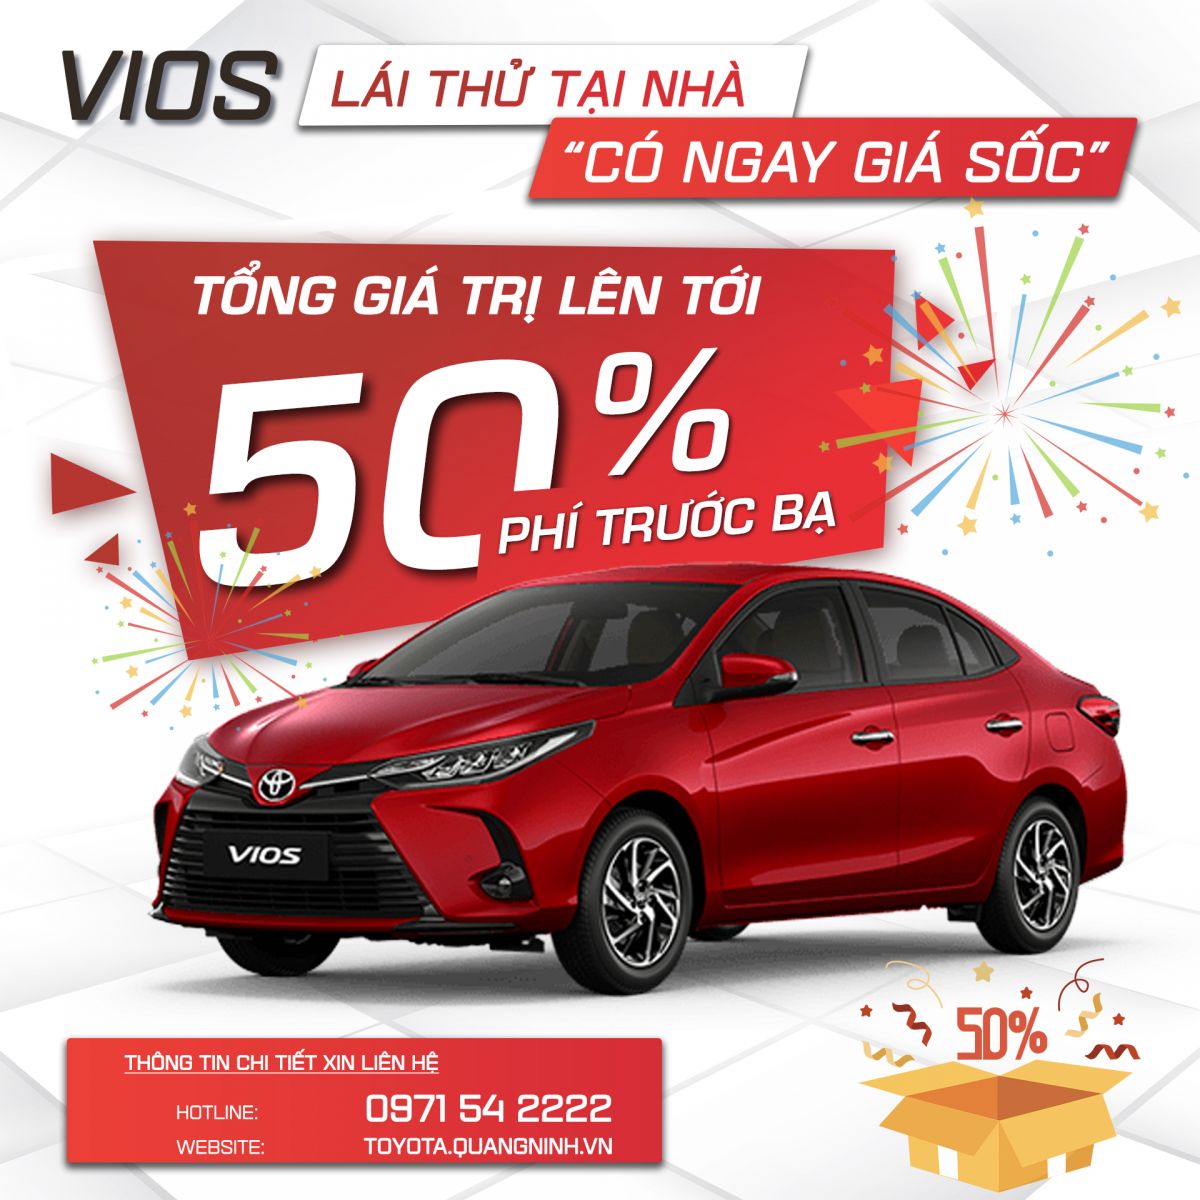 VIOS
LÁI THỬ TẠI NHÀ
“CÓ NGAY GIÁ SỐC”
TỔNG GIÁ TRỊ LÊN TỚI
50%
PHÍ TRƯỚC BẠ
VIOS
50%
THÔNG TIN CHI TIẾT XIN LIÊN HỆ
HOTLINE: 0971 54 2222
WEBSITE: TOYOTA.QUANGNINH.VN